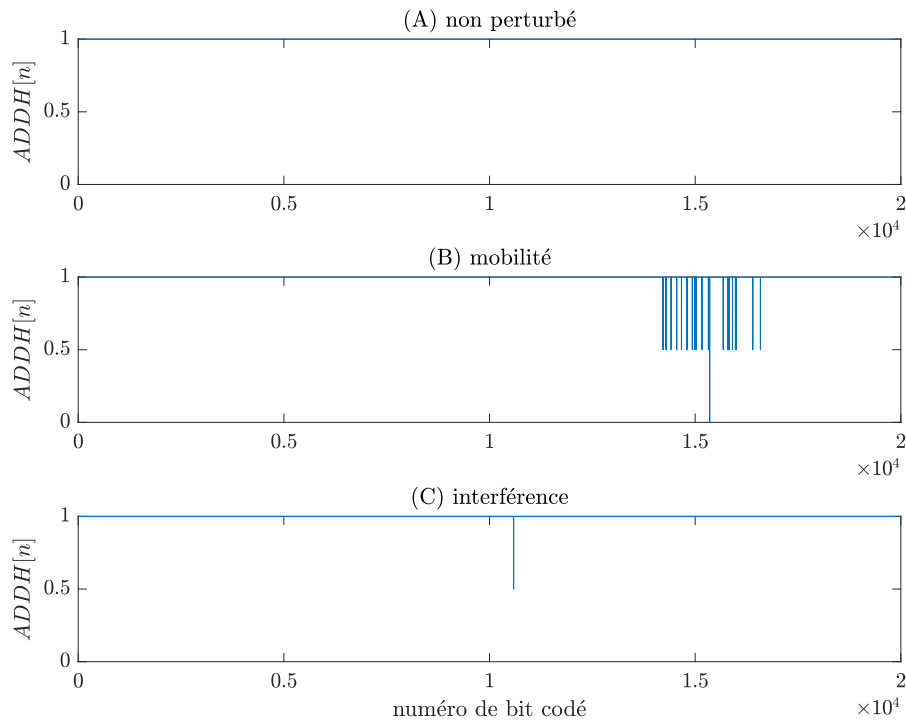 (A) non perturbé
1
0.5
0
ADDH[n]
0 0.5 1 1.5 2
×10⁴
(B) mobilité
1
0.5
0
ADDH[n]
0 0.5 1 1.5 2
×10⁴
(C) interférence
1
0.5
0
ADDH[n]
0 0.5 1 1.5 2
×10⁴
numéro de bit codé